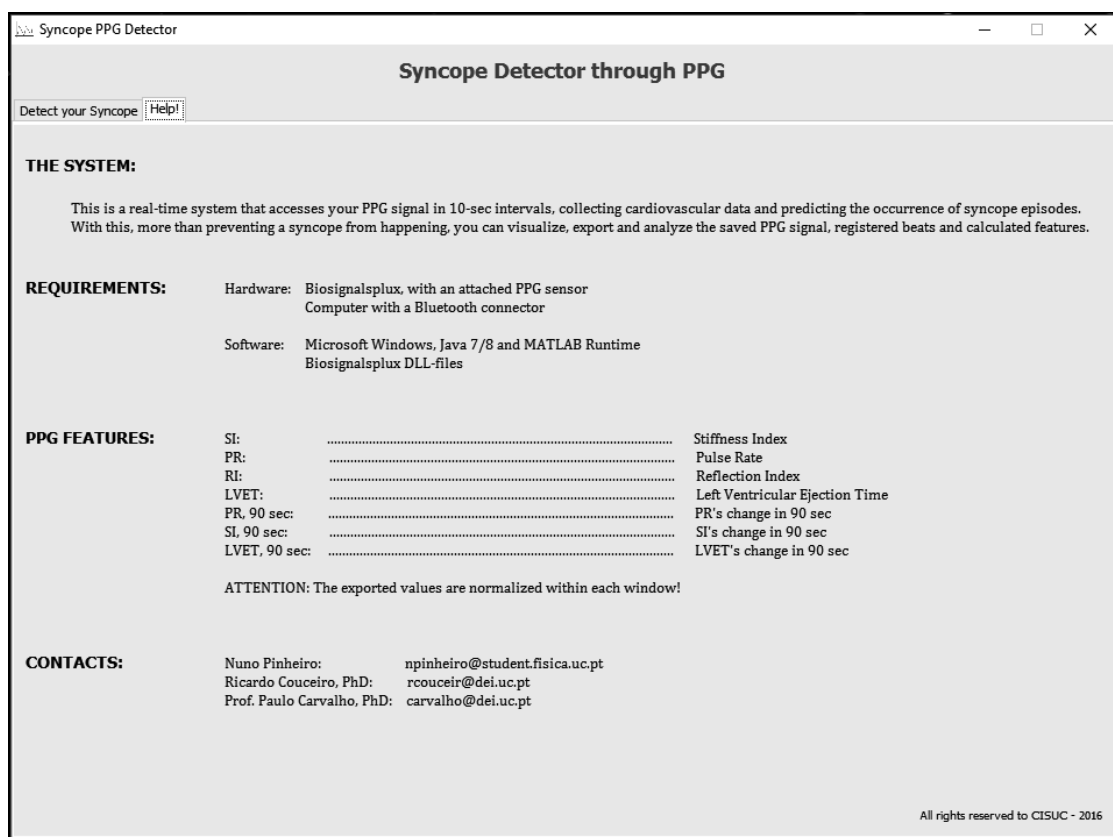 Syncope PPG Detector
Syncope Detector through PPG
Detect your Syncope Help!
THE SYSTEM:
This is a real-time system that accesses your PPG signal in 10-sec intervals, collecting cardiovascular data and predicting the occurrence of syncope episodes.
With this, more than preventing a syncope from happening, you can visualize, export and analyze the saved PPG signal, registered beats and calculated features.
REQUIREMENTS: Hardware: Biosignalsplux, with an attached PPG sensor
Computer with a Bluetooth connector
Software: Microsoft Windows, Java 7/8 and MATLAB Runtime
Biosignalsplux DLL-files
PPG FEATURES: SI: ........................................................................ Stiffness Index
PR: ........................................................................ Pulse Rate
RI: ........................................................................ Reflection Index
LVET: ........................................................................ Left Ventricular Ejection Time
PR, 90 sec: ........................................................................ PR's change in 90 sec
SI, 90 sec: ........................................................................ SI's change in 90 sec
LVET, 90 sec: ........................................................................ LVET's change in 90 sec
ATTENTION: The exported values are normalized within each window!
CONTACTS: Nuno Pinheiro: npinheiro@student.fisica.uc.pt
Ricardo Couceiro, PhD: rcouceir@dei.uc.pt
Prof. Paulo Carvalho, PhD: carvalho@dei.uc.pt
All rights reserved to CISUC - 2016